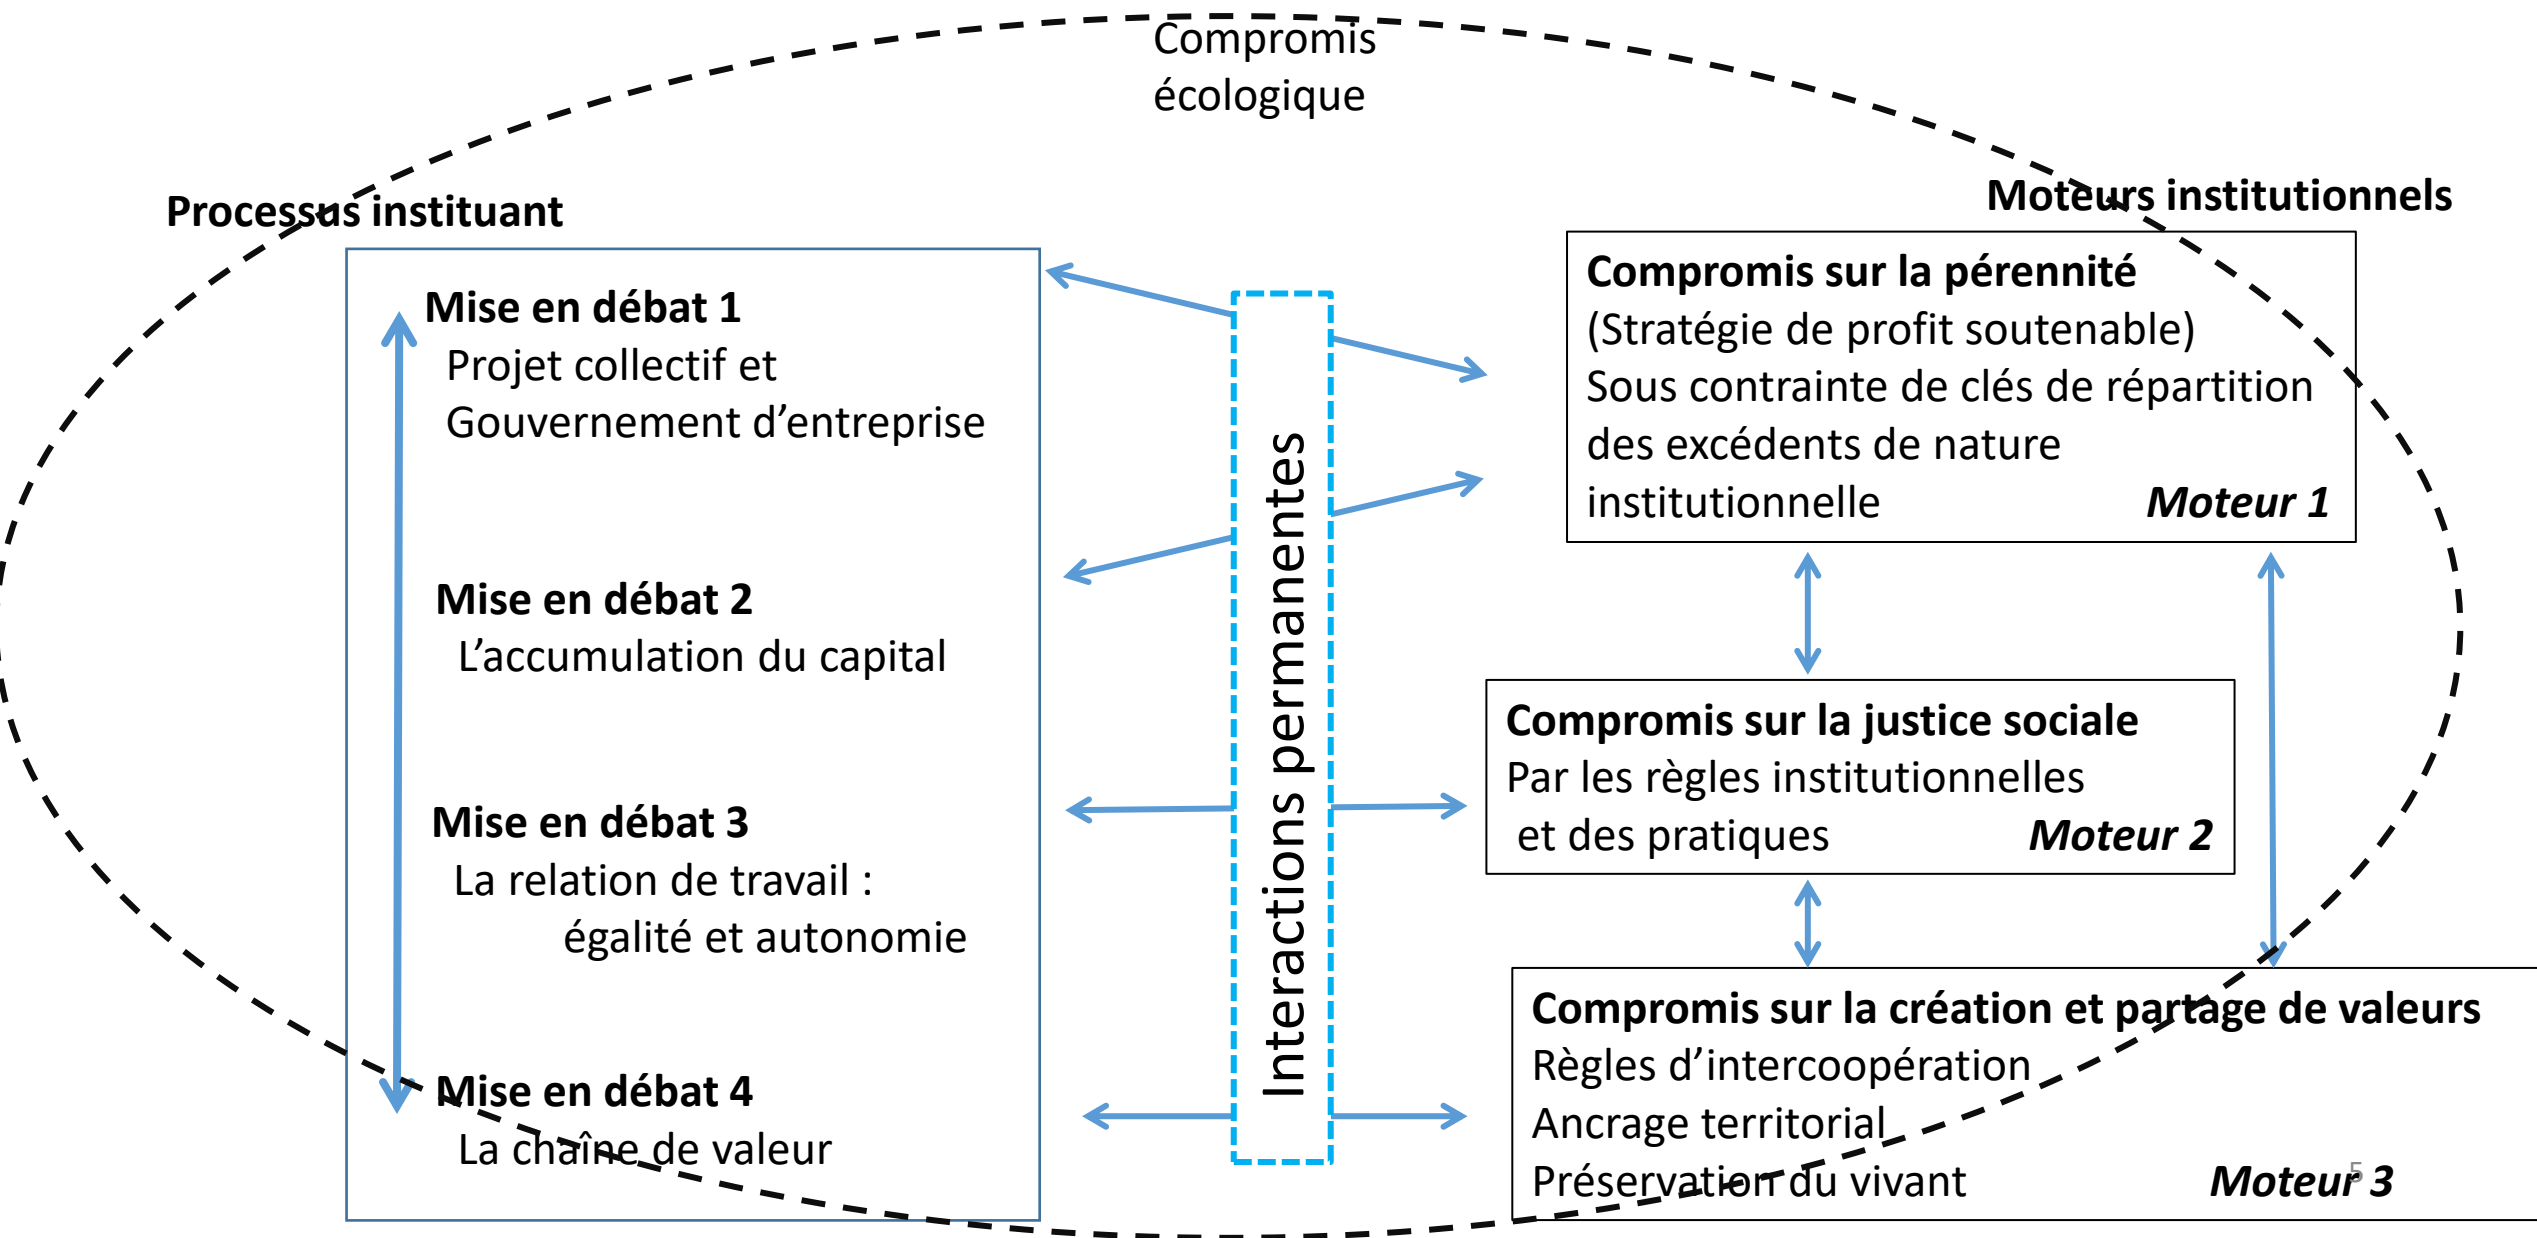 Compromis
écologique
Processus instituant
Moteurs institutionnels
Mise en débat 1
Projet collectif et
Gouvernement d’entreprise
Mise en débat 2
L’accumulation du capital
Mise en débat 3
La relation de travail :
égalité et autonomie
Mise en débat 4
La chaîne de valeur
Interactions permanentes
Compromis sur la pérennité
(Stratégie de profit soutenable)
Sous contrainte de clés de répartition
des excédents de nature
institutionnelle Moteur 1
Compromis sur la justice sociale
Par les règles institutionnelles
et des pratiques Moteur 2
Compromis sur la création et partage de valeurs
Règles d’intercoopération
Ancrage territorial
Préservation du vivant Moteur 3
5